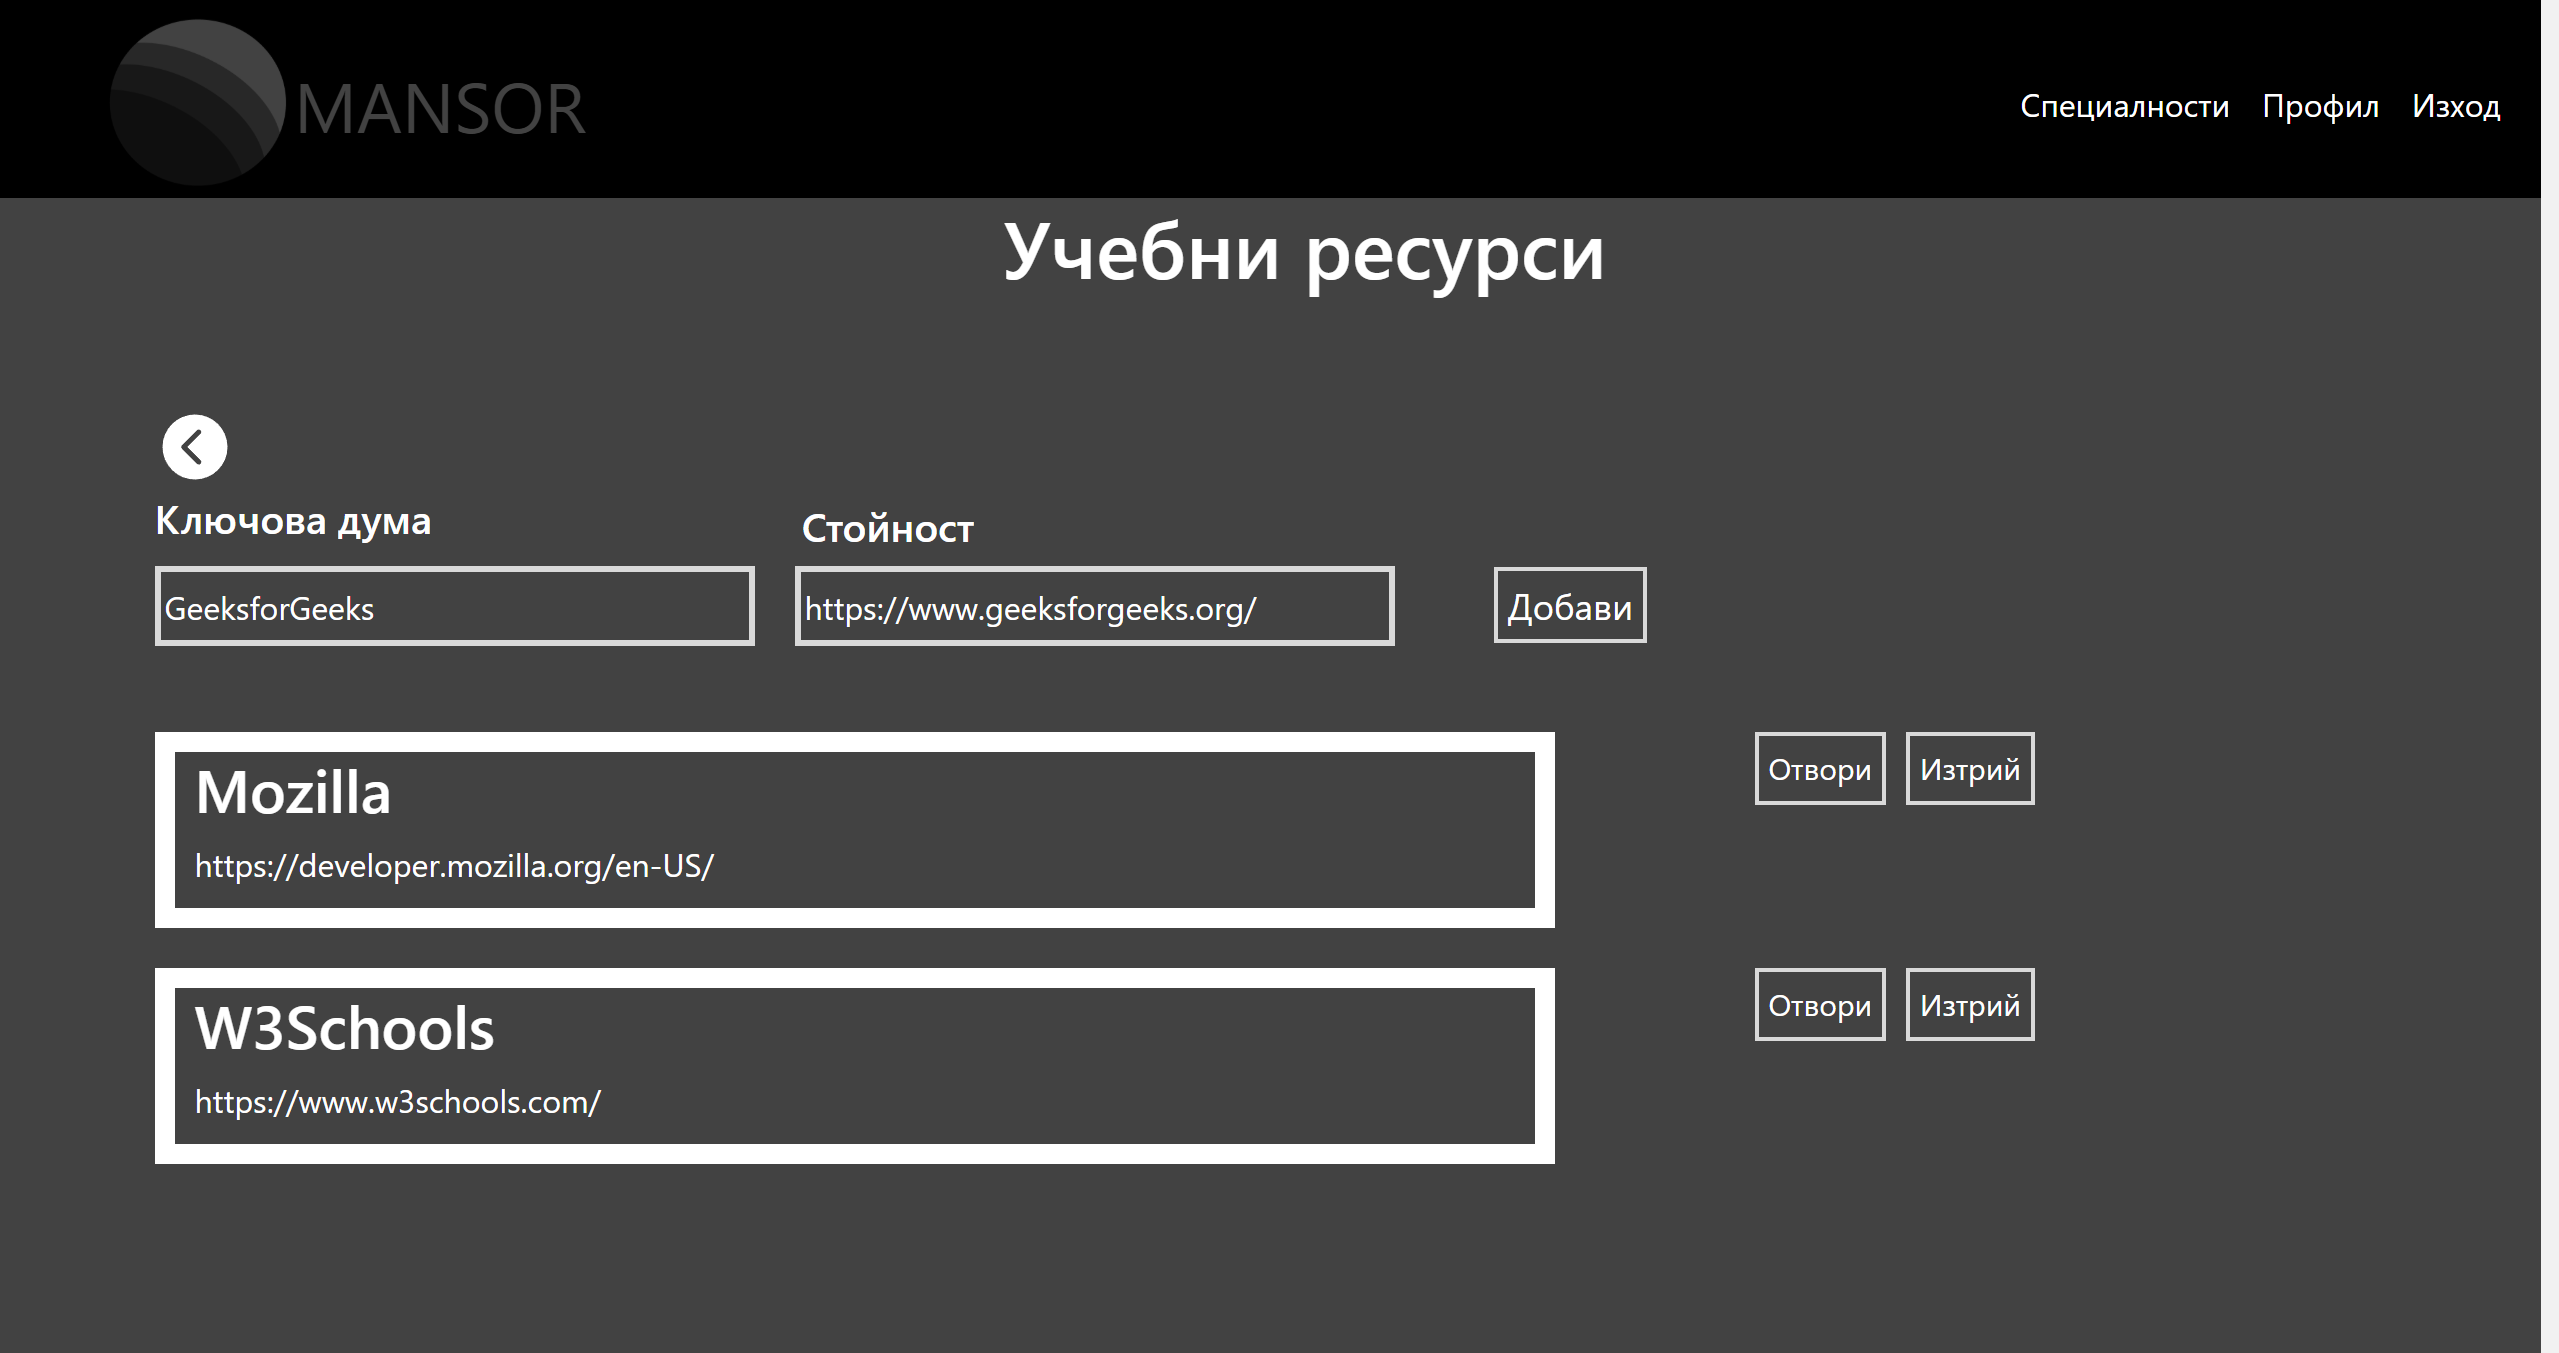 MANSOR
Специалности Профил Изход
Учебни ресурси
Ключова дума
Стойност
GeeksforGeeks
https://www.geeksforgeeks.org/
Добави
Mozilla
https://developer.mozilla.org/en-US/
Отвори Изтрий
W3Schools
https://www.w3schools.com/
Отвори Изтрий